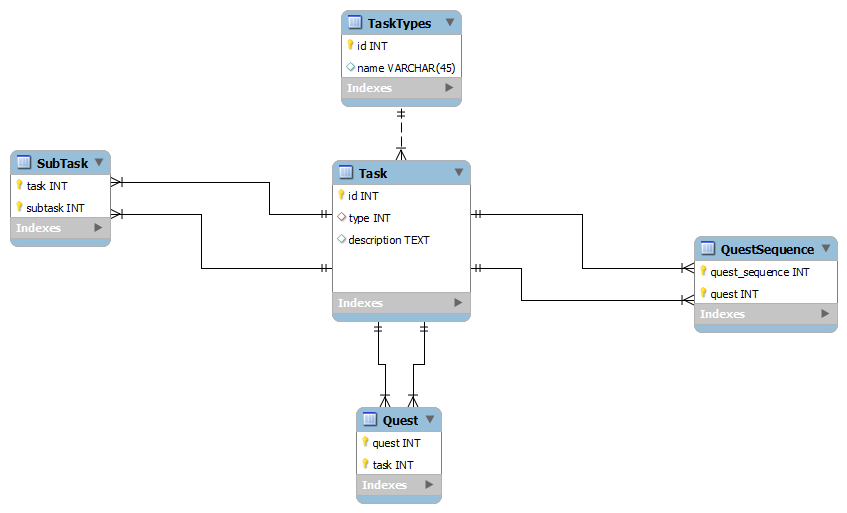 TaskTypes
id INT
name VARCHAR(45)
Indexes
SubTask
task INT
subtask INT
Indexes
Task
id INT
type INT
description TEXT
Indexes
QuestSequence
quest_sequence INT
quest INT
Indexes
Quest
quest INT
task INT
Indexes